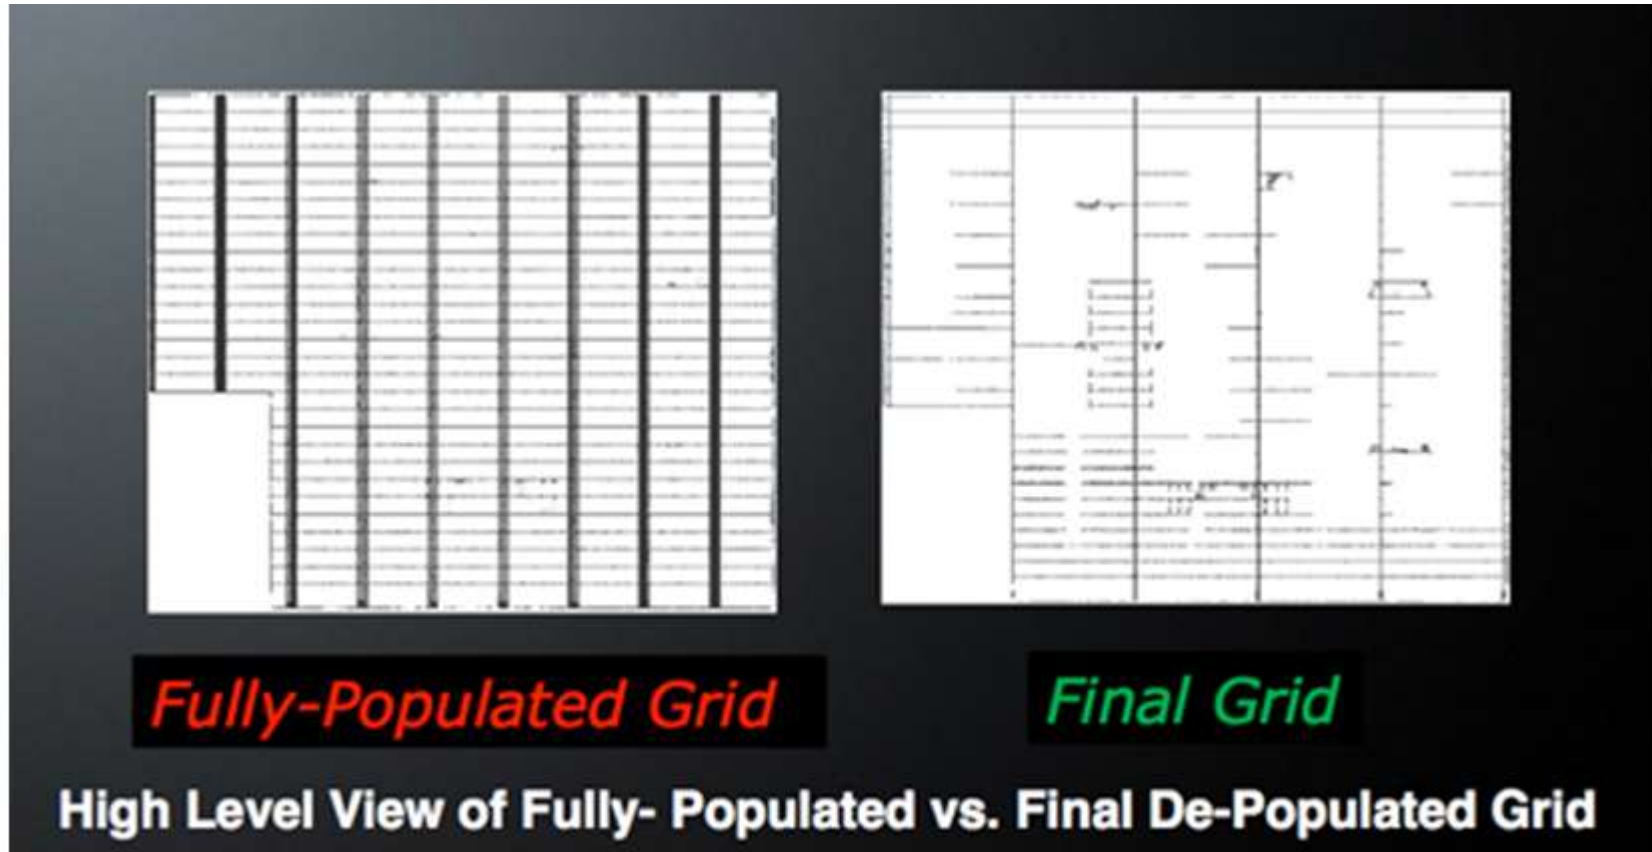 Fully-Populated Grid
Final Grid
High Level View of Fully- Populated vs. Final De-Populated Grid